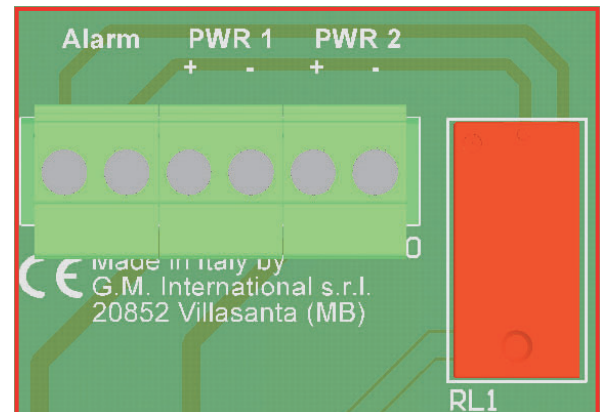 Alarm PWR 1 PWR 2
+ - + -
O
Made in Italy by
CE G.M. International s.r.l.
20852 Villasanta (MB)
RL1